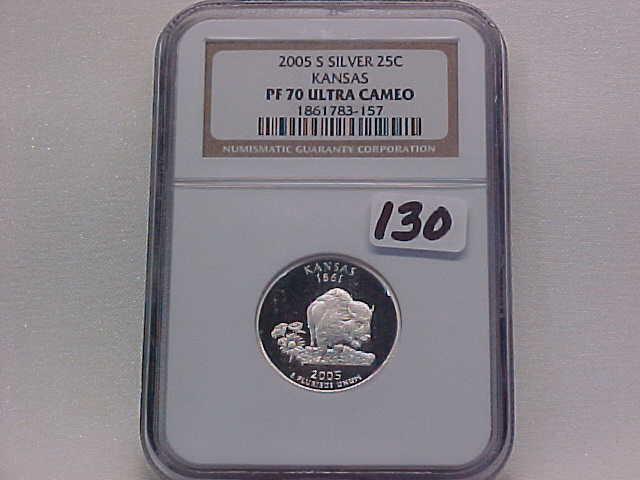 2005 S SILVER 25C
KANSAS
PF 70 ULTRA CAMEO
1861783-157
NUMISMATIC GUARANTY CORPORATION
130
KANSAS
1861
2005
E PLURIBUS UNUM